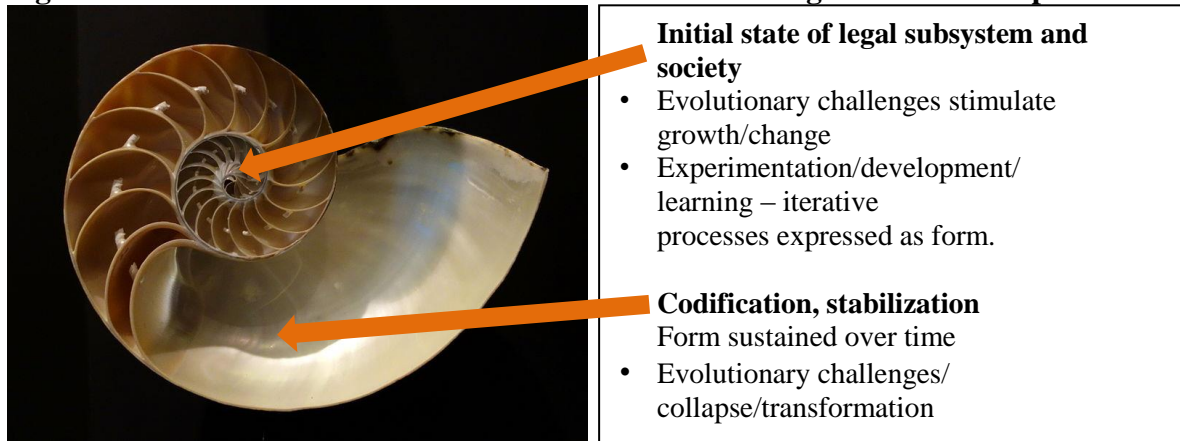 Initial state of legal subsystem and
society
• Evolutionary challenges stimulate
growth/change
• Experimentation/development/
learning – iterative
processes expressed as form.
Codification, stabilization
Form sustained over time
• Evolutionary challenges/
collapse/transformation